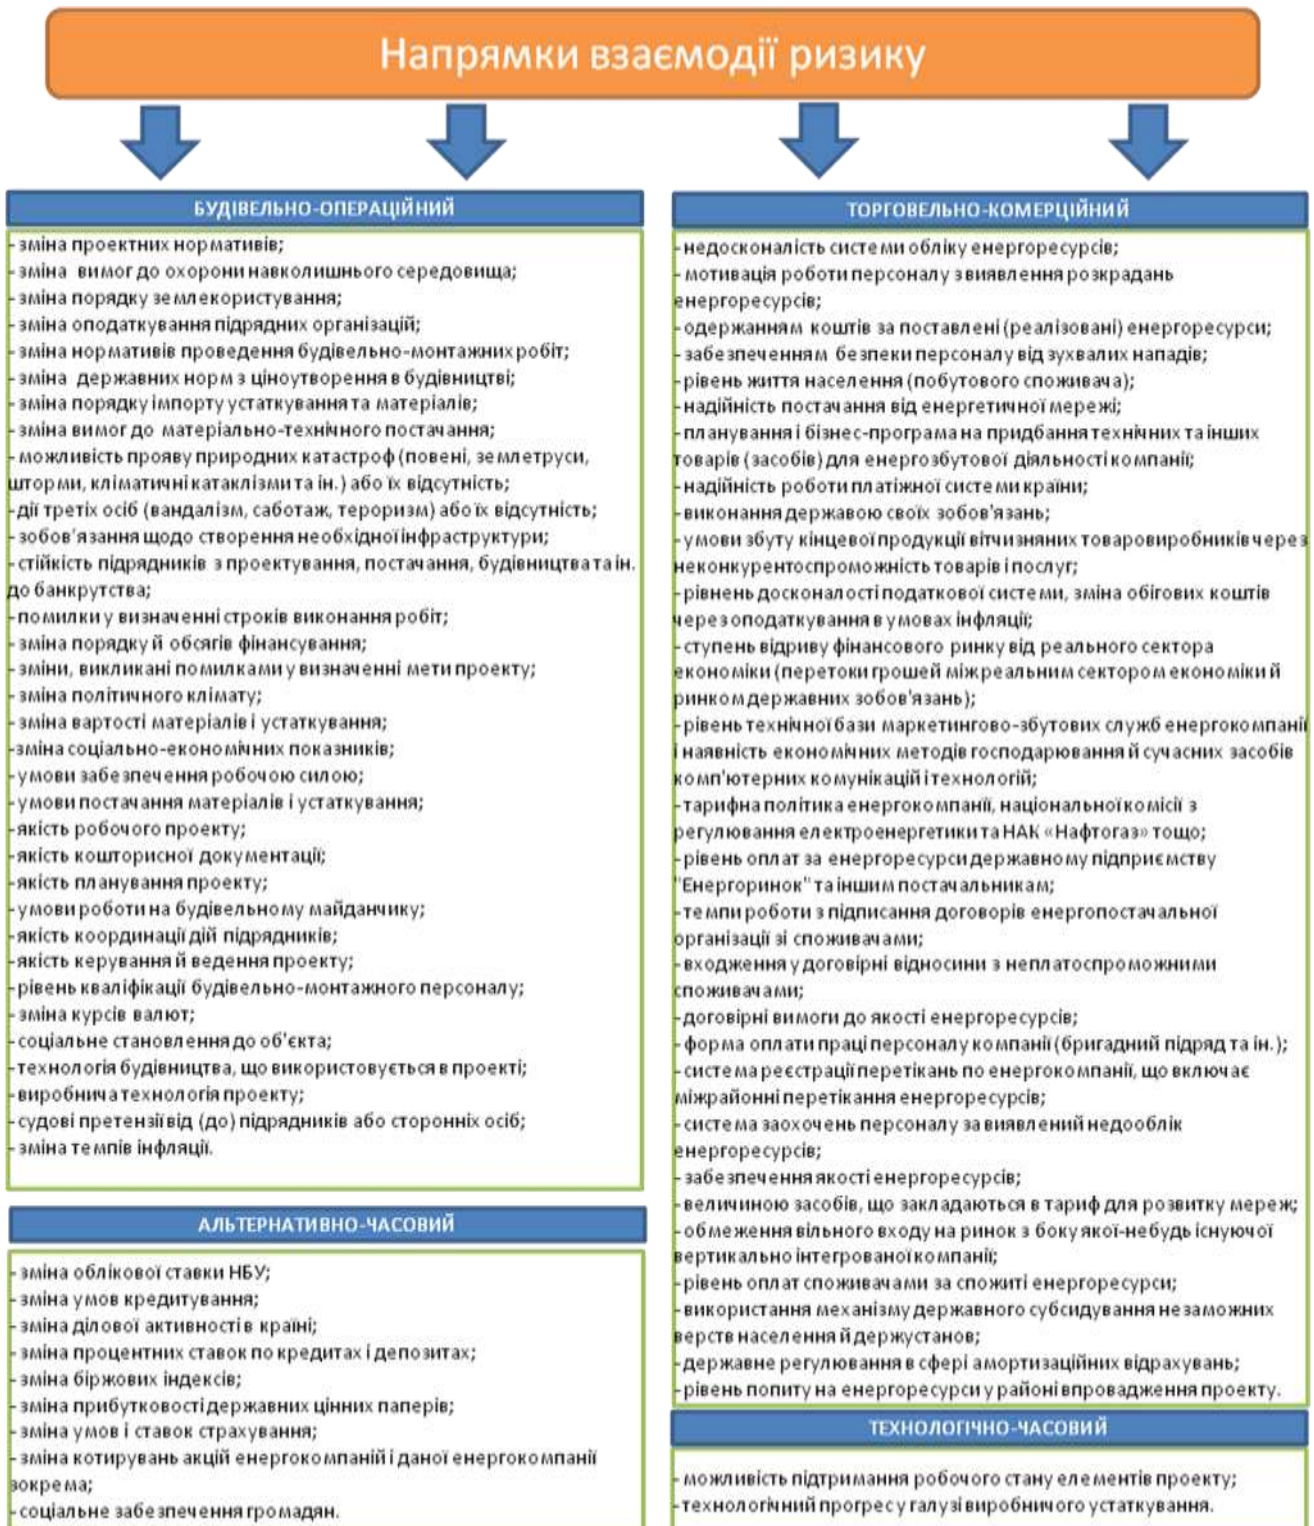 Напрямки взаємодії ризику
БУДІВЕЛЬНО-ОПЕРАЦІЙНИЙ
- зміна проектних нормативів;
- зміна вимог до охорони навколишнього середовища;
- зміна порядку землекористування;
- зміна оподаткування підрядних організацій;
- зміна нормативів проведення будівельно-монтажних робіт;
- зміна державних норм з ціноутворення в будівництві;
- зміна порядку імпорту устаткування та матеріалів;
- зміна вимог до матеріально-технічного постачання;
- можливість прояву природних катастроф (повені, землетруси,
шторми, кліматичні катаклізми та ін.) або їх відсутність;
- дії третіх осіб (вандалізм, саботаж, тероризм) або їх відсутність;
- зобов'язання щодо створення необхідної інфраструктури;
- стійкість підрядників з проектування, постачання, будівництва та ін.
до банкрутства;
- помилки у визначенні строків виконання робіт;
- зміна порядку й обсягів фінансування;
- зміни, викликані помилками у визначенні мети проекту;
- зміна політичного клімату;
- зміна вартості матеріалів і устаткування;
-зміна соціально-економічних показників;
- умови забезпечення робочою силою;
- умови постачання матеріалів і устаткування;
-якість робочого проекту;
-якість кошторисної документації;
-якість планування проекту;
- умови роботи на будівельному майданчику;
-якість координації дій підрядників;
-якість керування й ведення проекту;
- рівень кваліфікації будівельно-монтажного персоналу;
- зміна курсів валют;
- соціальне становлення до об'єкта;
-технологія будівництва, що використовується в проекті;
- виробнича технологія проекту;
- судові претензії від (до) підрядників або сторонніх осіб;
- зміна темпів інфляції.
АЛЬТЕРНАТИВНО-ЧАСОВИЙ
- зміна облікової ставки НБУ;
- зміна умов кредитування;
- зміна ділової активності в країні;
- зміна процентних ставок по кредитах і депозитах;
- зміна біржових індексів;
- зміна прибутковості державних цінних паперів;
- зміна умов і ставок страхування;
- зміна котирувань акцій енергокомпаній і даної енергокомпанії
зокрема;
- соціальне забезпечення громадян.
ТОРГОВЕЛЬНО-КОМЕРЦІЙНИЙ
- недосконалість системи обліку енергоресурсів;
- мотивація роботи персоналу з виявлення розкрадань
енергоресурсів;
- одержанням коштів за поставлені (реалізовані) енергоресурси;
- забезпеченням безпеки персоналу від зухвалих нападів;
- рівень життя населення (побутового споживача);
- надійність постачання від енергетичної мережі;
- планування і бізнес-програма на придбання технічних та інших
товарів (засобів) для енергозбутової діяльності компанії;
- надійність роботи платіжної системи країни;
- виконання державою своїх зобов'язань;
- умови збуту кінцевої продукції вітчизняних товаровиробників через
неконкурентоспроможність товарів і послуг;
- рівнень досконалості податкової системи, зміна обігових коштів
через оподаткування в умовах інфляції;
- ступень відриву фінансового ринку від реального сектора
економіки (перетоки грошей між реальним сектором економіки й
ринком державних зобов'язань);
- рівень технічної бази маркетингово-збутових служб енергокомпанії
і наявність економічних методів господарювання й сучасних засобів
комп'ютерних комунікацій і технологій;
- тарифна політика енергокомпанії, національної комісії з
регулювання електроенергетики та НАК «Нафтогаз» тощо;
- рівень оплат за енергоресурси державному підприємству
"Енергоринок" та іншим постачальникам;
- темпи роботи з підписання договорів енергопостачальної
організації зі споживачами;
- входження у договірні відносини з неплатоспроможними
споживачами;
- договірні вимоги до якості енергоресурсів;
- форма оплати праці персоналу компанії (бригадний підряд та ін.);
- система реєстрації перетікань по енергокомпанії, що включає
міжрайонні перетікання енергоресурсів;
- система заохочень персоналу за виявлений недооблік
енергоресурсів;
- забезпечення якості енергоресурсів;
- величиною засобів, що закладаються в тариф для розвитку мереж;
- обмеження вільного входу на ринок з боку якої-небудь існуючої
вертикально інтегрованої компанії;
- рівень оплат споживачами за спожиті енергоресурси;
- використання механізму державного субсидування незаможних
верств населення й держустанов;
- державне регулювання в сфері амортизаційних відрахувань;
- рівень попиту на енергоресурси у районі впровадження проекту.
ТЕХНОЛОГІЧНО-ЧАСОВИЙ
- можливість підтримання робочого стану елементів проекту;
- технологічний прогрес у галузі виробничого устаткування.